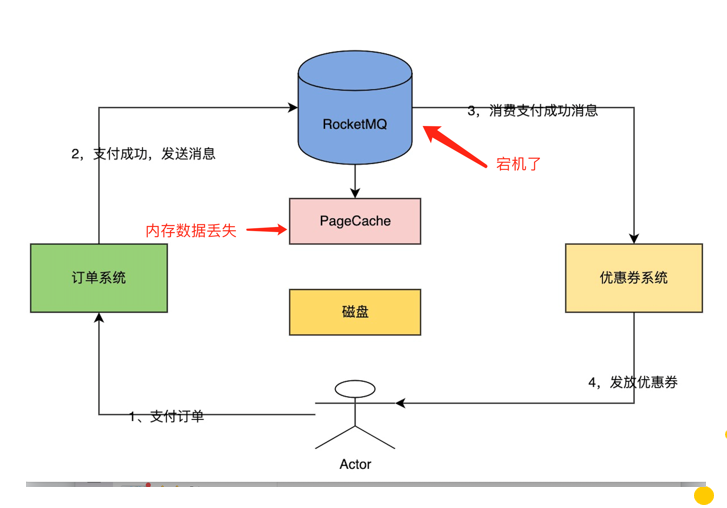 RocketMQ
3，消费支付成功消息
2，支付成功，发送消息
宕机了
PageCache
内存数据丢失
订单系统
优惠券系统
磁盘
4，发放优惠券
1、支付订单
Actor